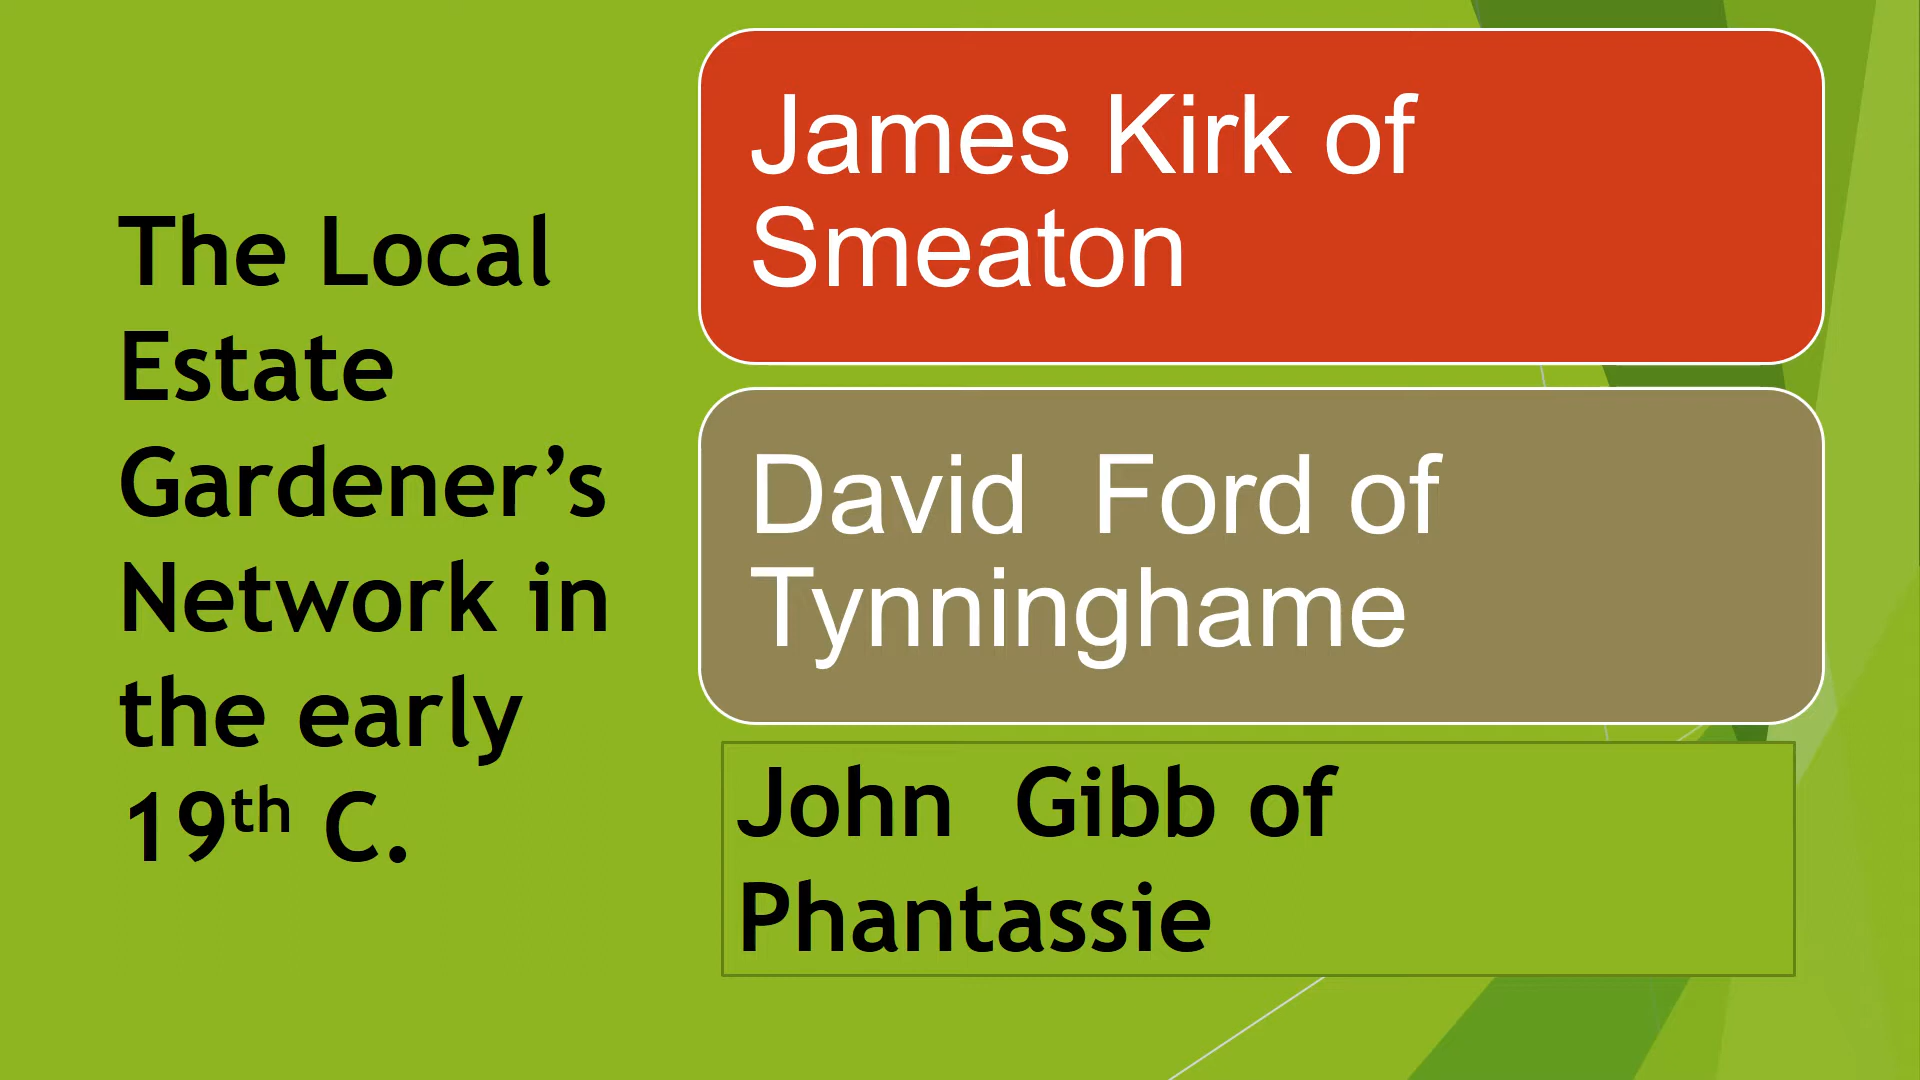 The Local
Estate
Gardener’s
Network in
the early
19th C.
James Kirk of
Smeaton
David  Ford of
Tynninghame
John  Gibb of
Phantassie